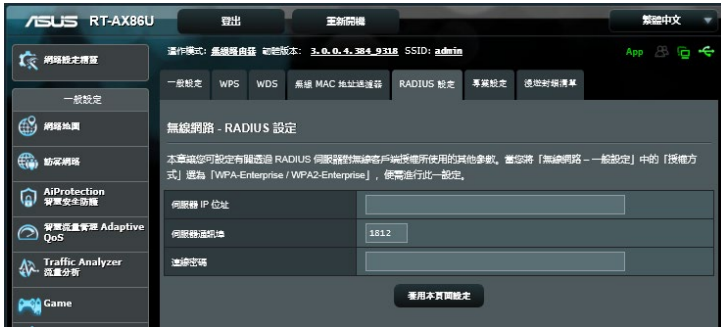 ASUS RT-AX86U 登出 重新開機 繁體中文
操作模式: 無線路由器 韌體版本: 3.0.0.4.384_9318 SSID: admin App
網路設定精靈
一般設定 WPS WDS 無線 MAC 地址過濾器 RADIUS 設定 專業設定 漫遊封鎖清單
一般設定
網路地圖
訪客網路
AiProtection
智慧安全防護
智慧流量管理 Adaptive
QoS
Traffic Analyzer
流量分析
Game
無線網路 - RADIUS 設定
本章讓您可設定有關透過 RADIUS 伺服器對無線客戶端授權所使用的其他參數。當您將「無線網路 – 一般設定」中的「授權方
式」選為「WPA-Enterprise / WPA2-Enterprise」, 便需進行此一設定。
伺服器 IP 位址
伺服器通訊埠 1812
連線密碼
套用本頁面設定